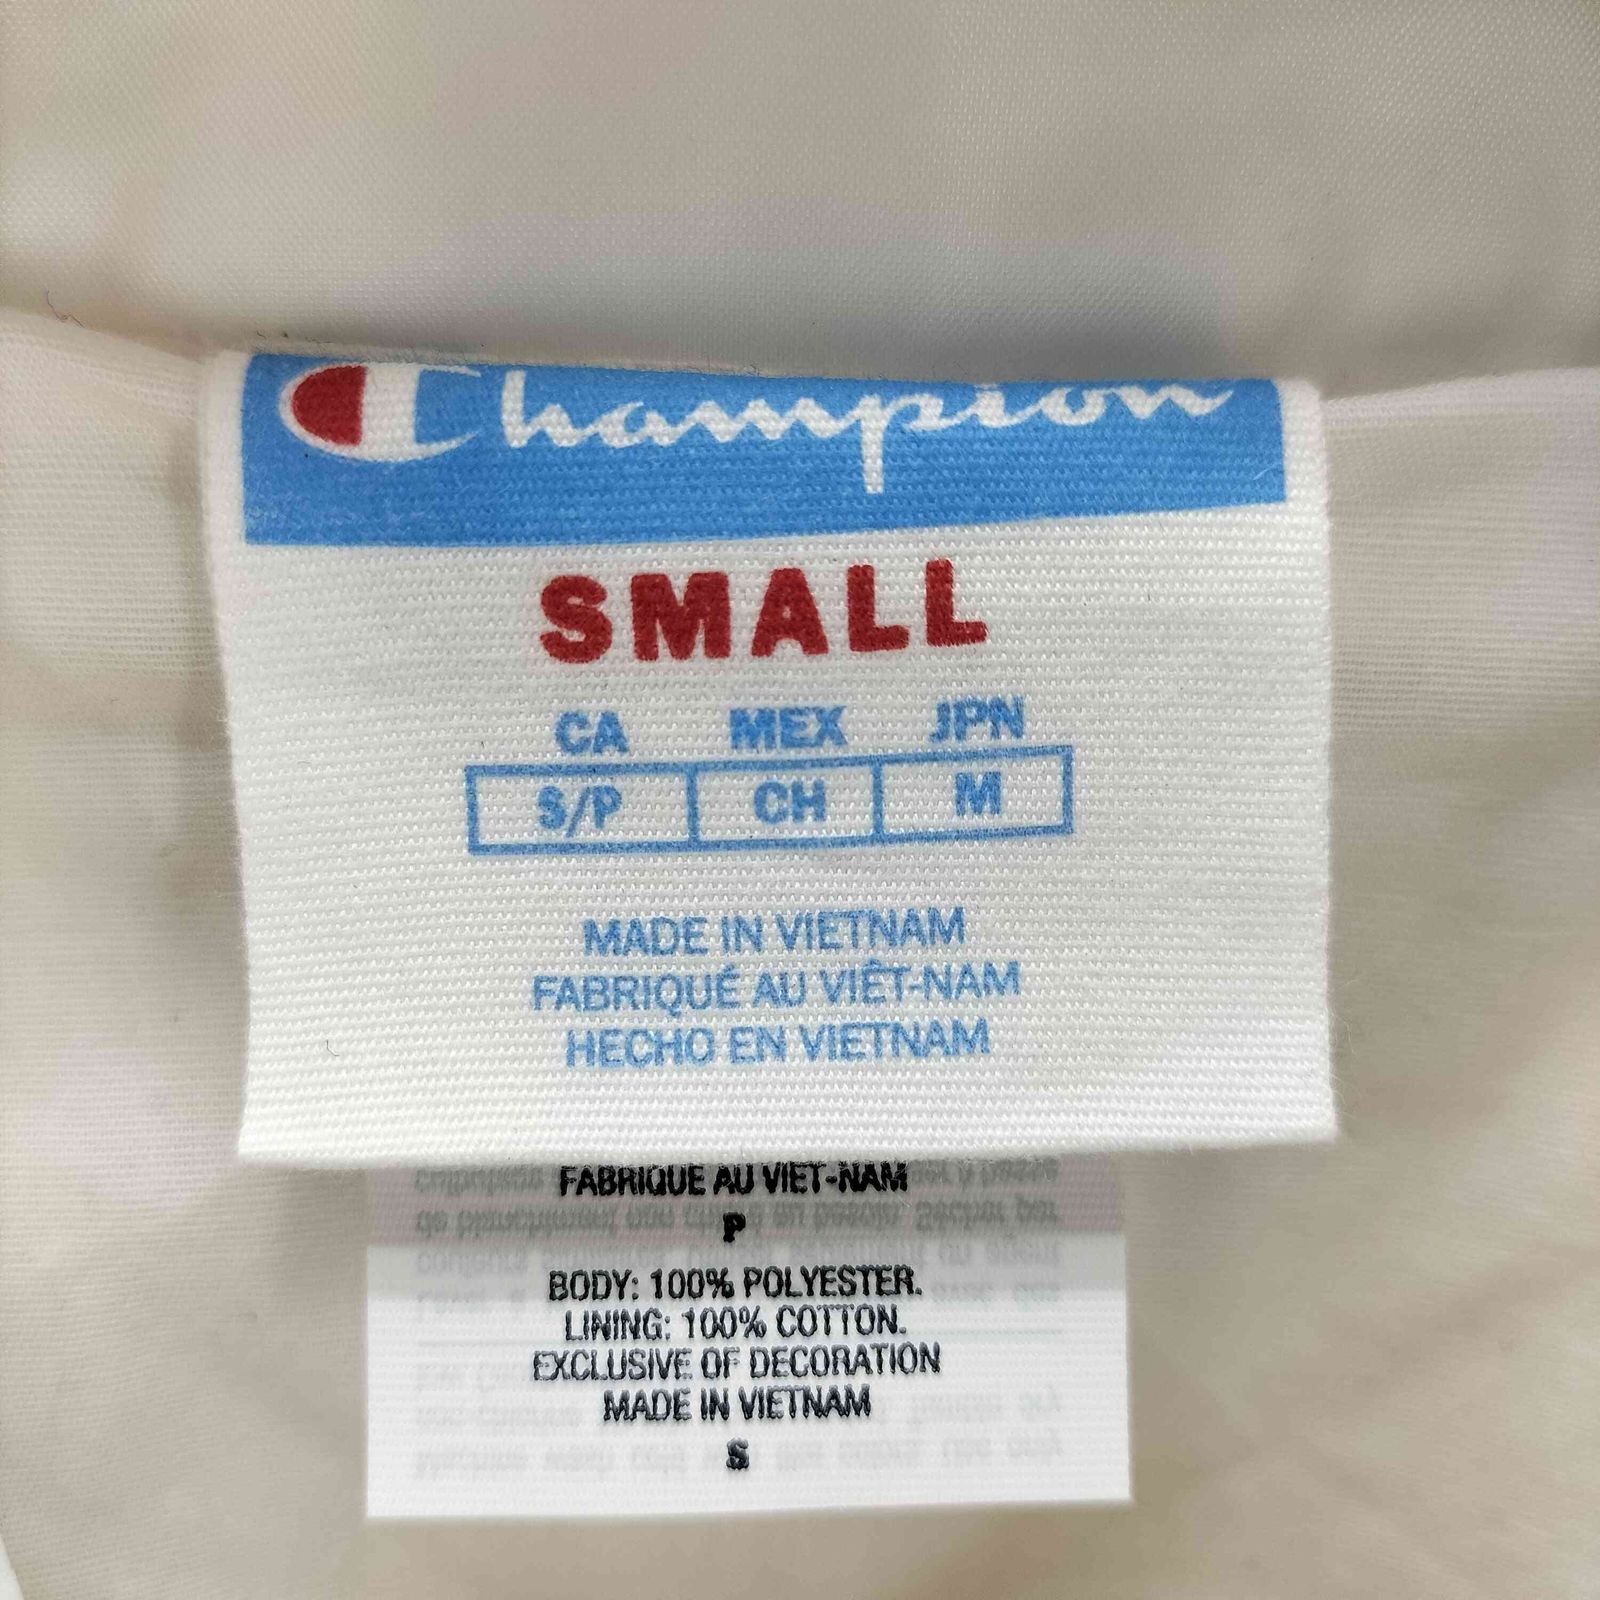 Champion
SMALL
CA MEX JPN
S/P CH M
MADE IN VIETNAM
FABRIQUÉ AU VIÊT-NAM
HECHO EN VIETNAM
FABRIQUE AU VIET-NAM
P
BODY: 100% POLYESTER.
LINING: 100% COTTON.
EXCLUSIVE OF DECORATION
MADE IN VIETNAM
S